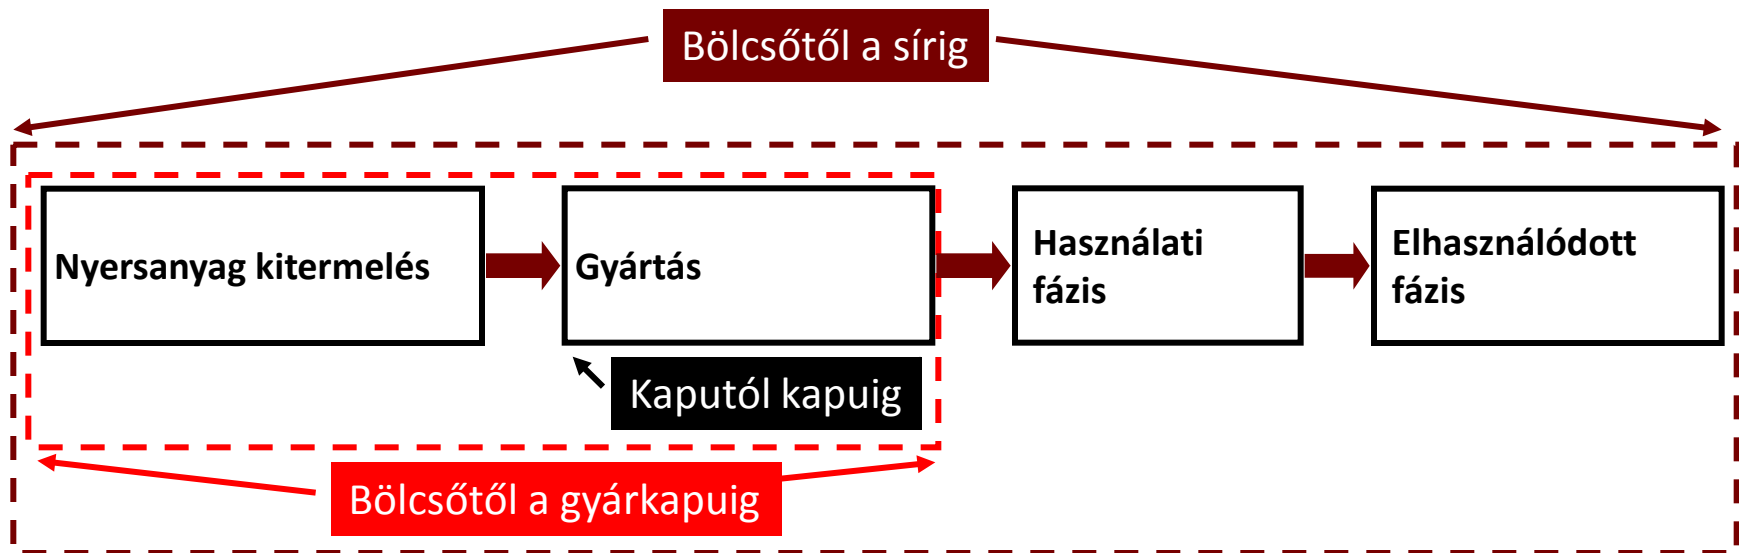 Bölcsőtől a sírig
Nyersanyag kitermelés
Gyártás
Használati
fázis
Elhasználódott
fázis
Kaputól kapuig
Bölcsőtől a gyárkapuig